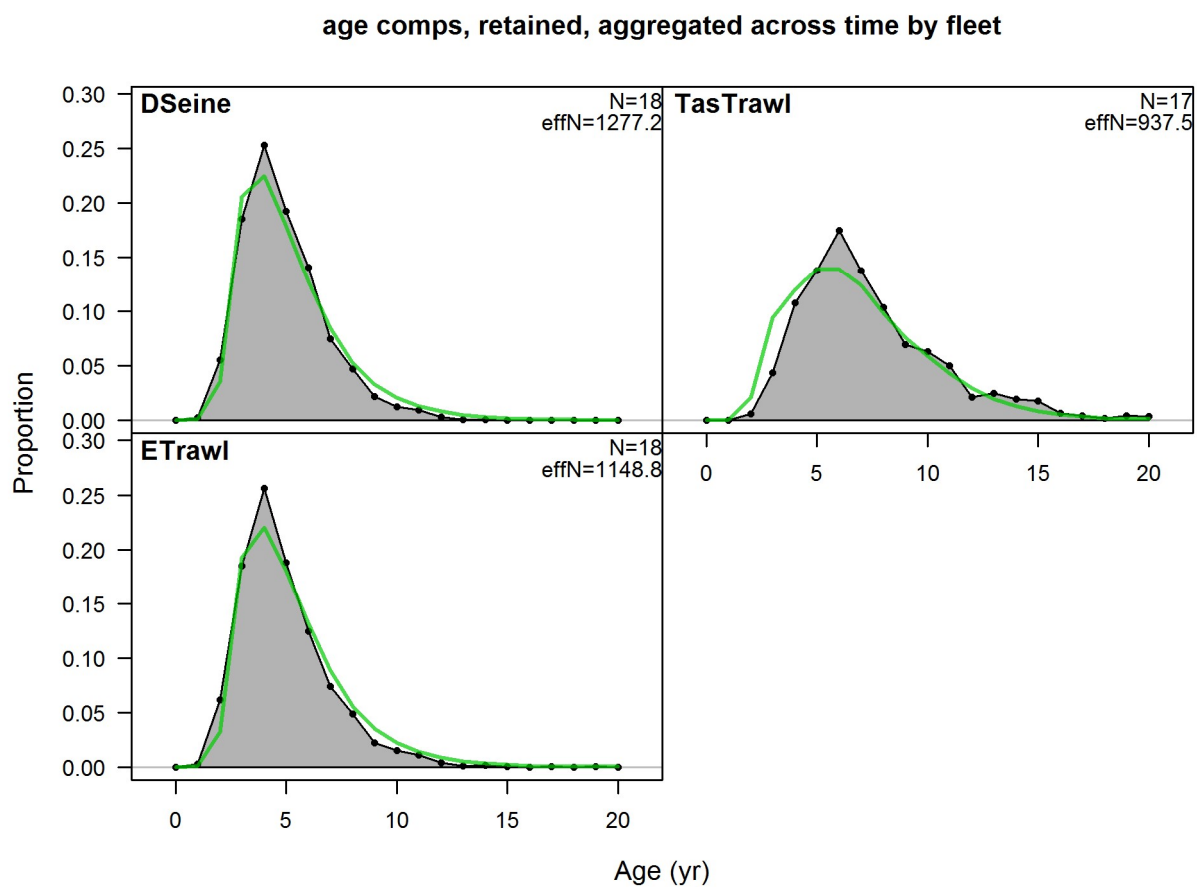 age comps, retained, aggregated across time by fleet
DSeine
N=18
effN=1277.2
TasTrawl
N=17
effN=937.5
ETrawl
N=18
effN=1148.8
0.30
0.25
0.20
0.15
0.10
0.05
0.00
0.30
0.25
0.20
0.15
0.10
0.05
0.00
Proportion
0 5 10 15 20
0 5 10 15 20
Age (yr)